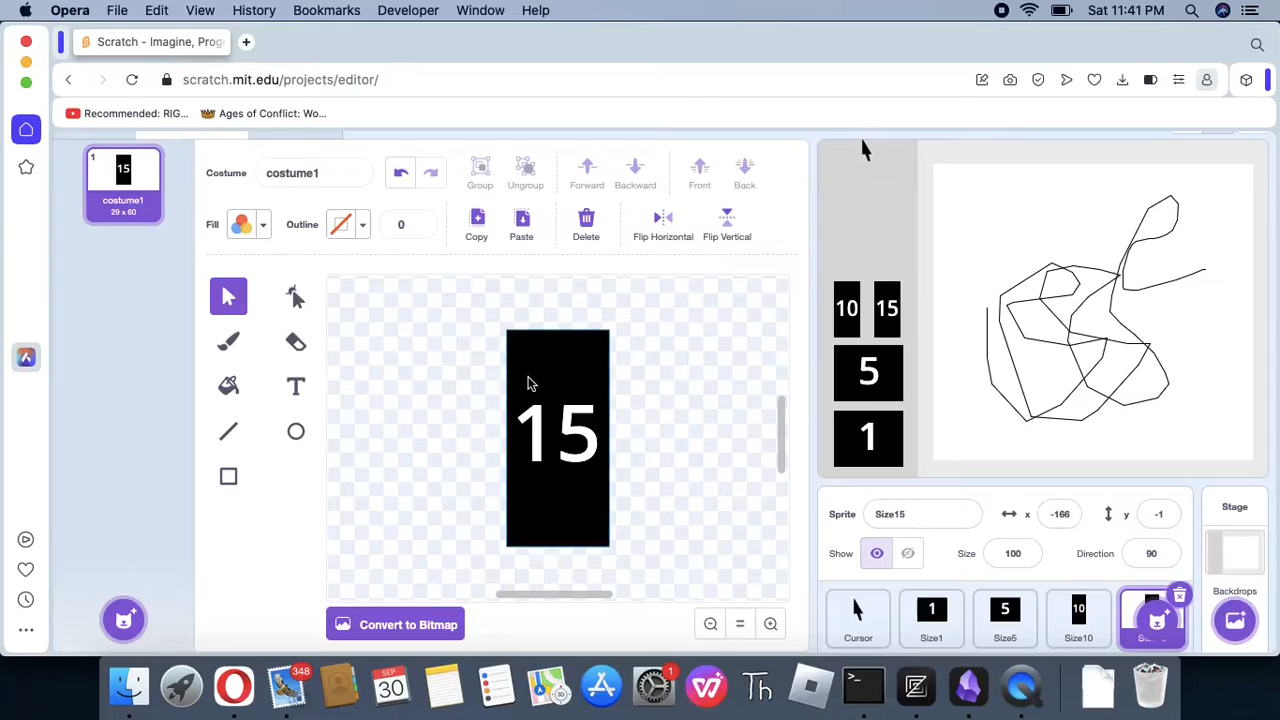 Opera File Edit View History Bookmarks Developer Window Help Sat 11:41 PM
Scratch - Imagine, Prog
scratch.mit.edu/projects/editor/
Recommended: RIG... Ages of Conflict: Wo...
1
15
costume1
29 x 60
Costume costume1
Group Ungroup Forward Backward Front Back
Fill Outline 0
Copy Paste Delete Flip Horizontal Flip Vertical
T
15
Convert to Bitmap
10 15
5
1
Sprite Size15 x -166 y -1
Show Size 100 Direction 90
1 5 10
Cursor Size1 Size5 Size10
Stage
Backdrops
348 SEP 30 1 Th